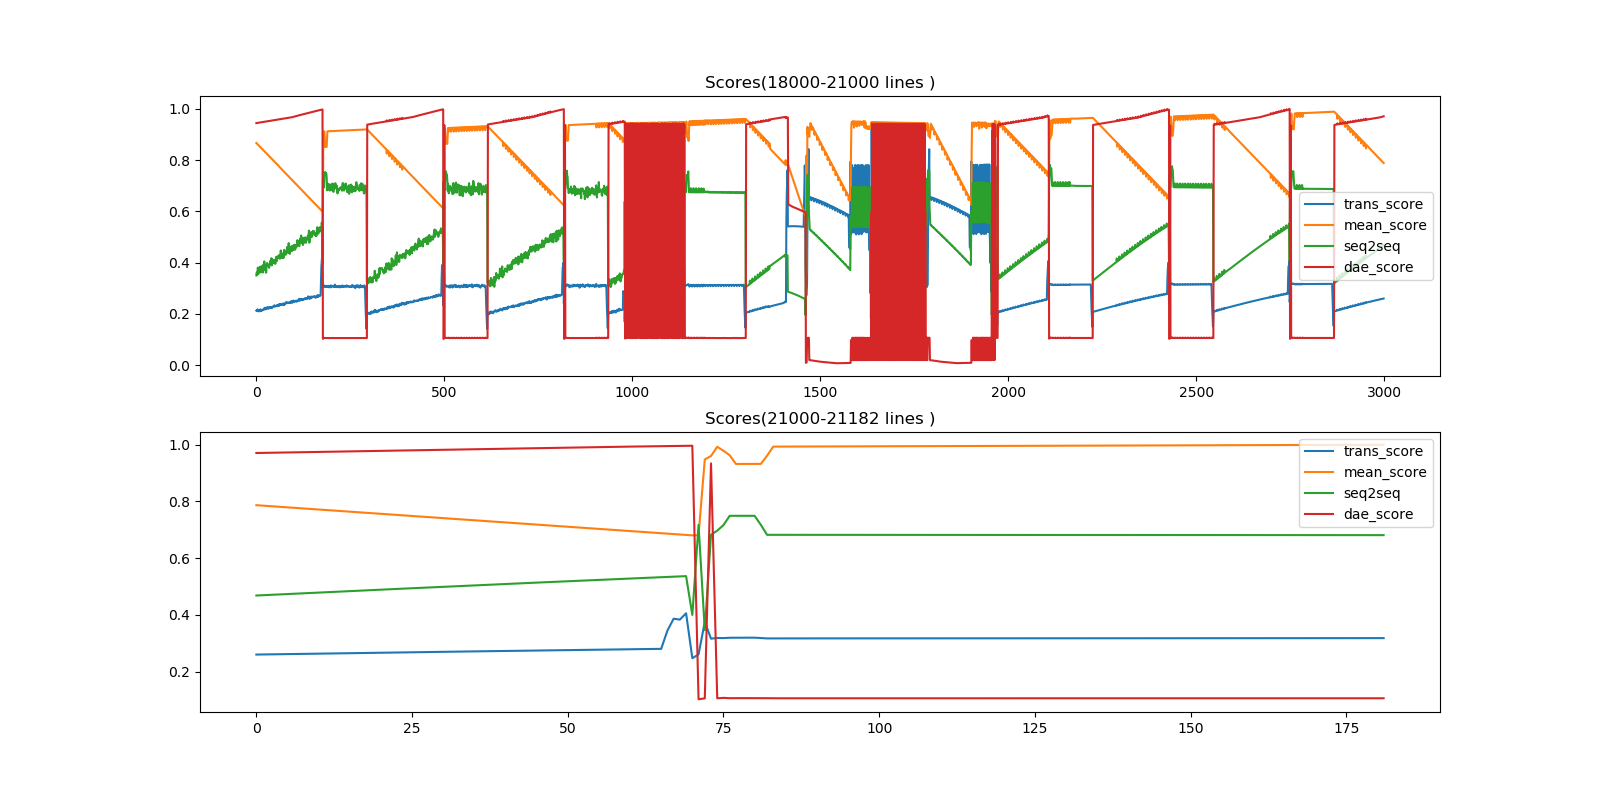 Scores(18000-21000 lines )
1.0
0.8
0.6
0.4
0.2
0.0
trans_score
mean_score
seq2seq
dae_score
0 500 1000 1500 2000 2500 3000
Scores(21000-21182 lines )
1.0
0.8
0.6
0.4
0.2
trans_score
mean_score
seq2seq
dae_score
0 25 50 75 100 125 150 175